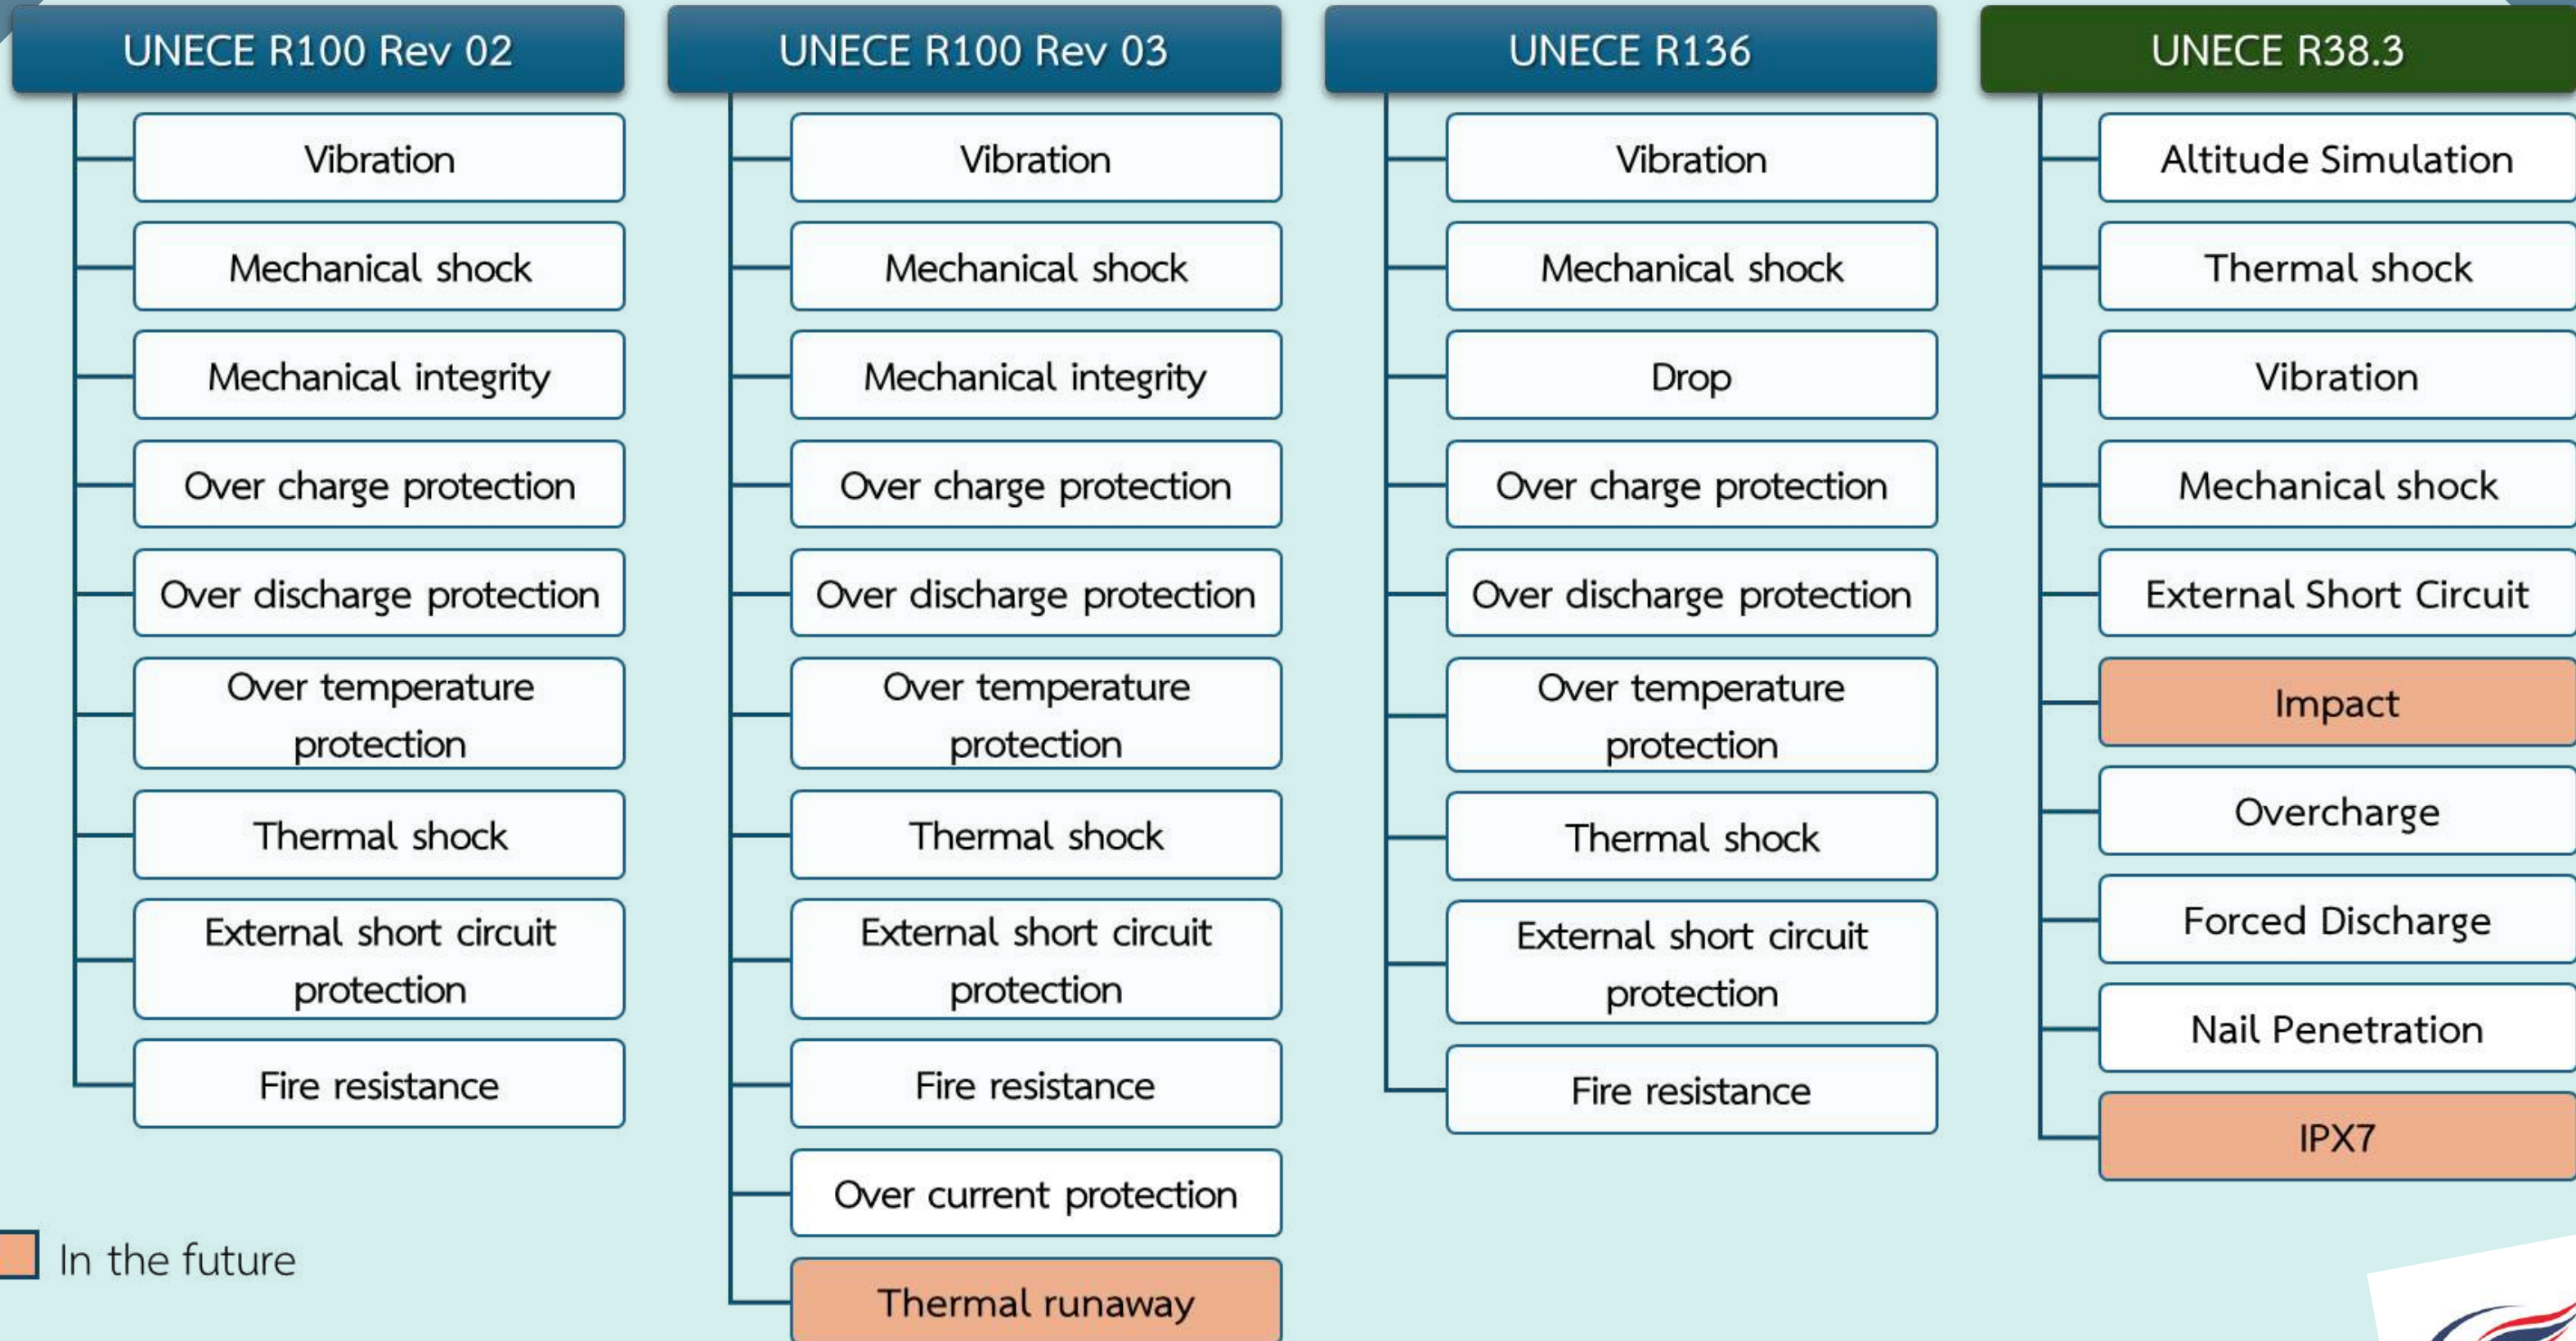 UNECE R100 Rev 02
Vibration
Mechanical shock
Mechanical integrity
Over charge protection
Over discharge protection
Over temperature
protection
Thermal shock
External short circuit
protection
Fire resistance
UNECE R100 Rev 03
Vibration
Mechanical shock
Mechanical integrity
Over charge protection
Over discharge protection
Over temperature
protection
Thermal shock
External short circuit
protection
Fire resistance
Over current protection
Thermal runaway
UNECE R136
Vibration
Mechanical shock
Drop
Over charge protection
Over discharge protection
Over temperature
protection
Thermal shock
External short circuit
protection
Fire resistance
UNECE R38.3
Altitude Simulation
Thermal shock
Vibration
Mechanical shock
External Short Circuit
Impact
Overcharge
Forced Discharge
Nail Penetration
IPX7
In the future